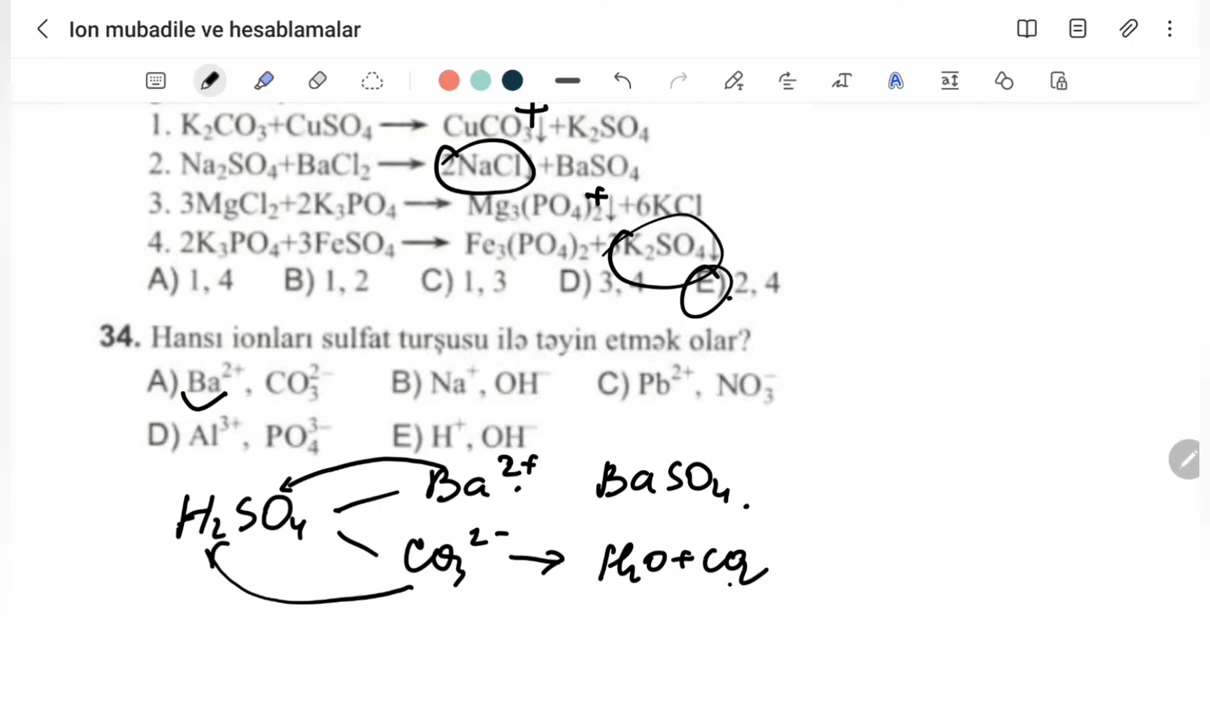 Ion mubadile ve hesablamalar
1. K₂CO₃+CuSO₄ ⟶ CuCO₃↓+K₂SO₄
2. Na₂SO₄+BaCl₂ ⟶ 2NaCl↓+BaSO₄
3. 3MgCl₂+2K₃PO₄ ⟶ Mg₃(PO₄)₂↓+6KCl
4. 2K₃PO₄+3FeSO₄ ⟶ Fe₃(PO₄)₂+3K₂SO₄↓
A) 1, 4 B) 1, 2 C) 1, 3 D) 3, 4 E) 2, 4
34. Hansı ionları sulfat turşusu ilə təyin etmək olar?
A) Ba²⁺, CO₃²⁻ B) Na⁺, OH⁻ C) Pb²⁺, NO₃⁻
D) Al³⁺, PO₄³⁻ E) H⁺, OH⁻
Ba²⁺ BaSO₄
H₂SO₄
CO₃²⁻ → H₂O+CO₂